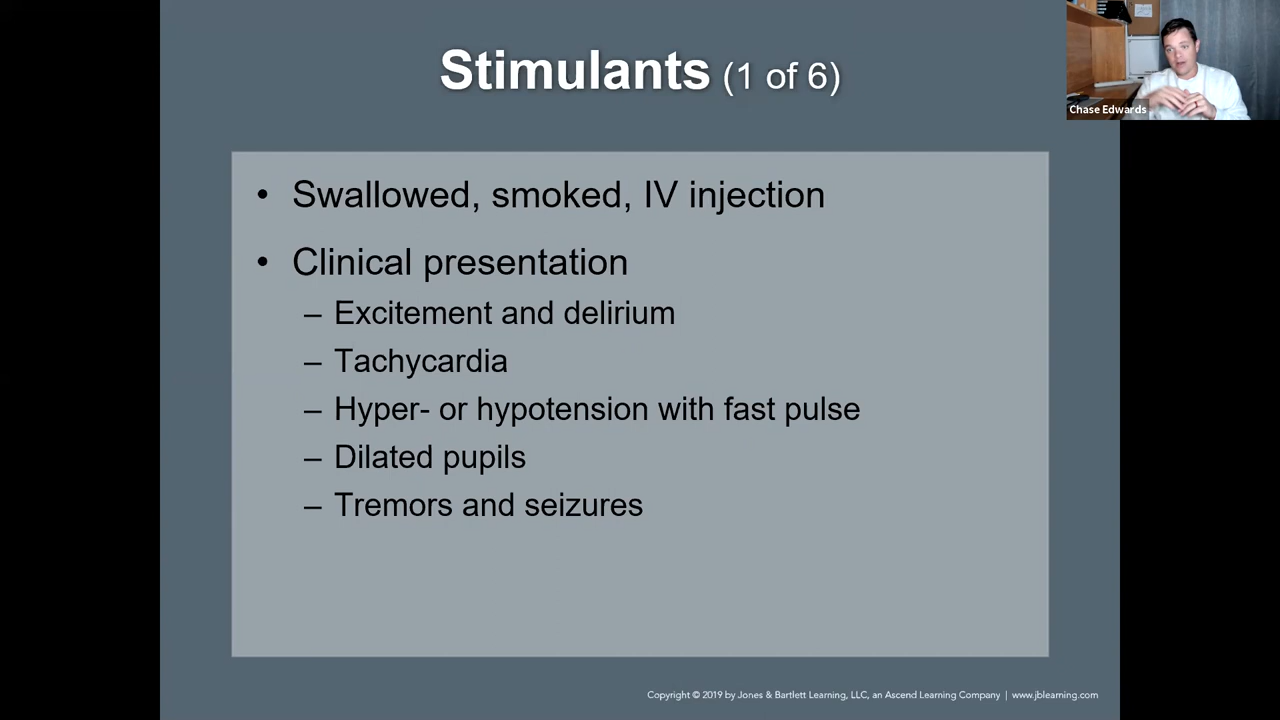 Stimulants (1 of 6)
Chase Edwards
• Swallowed, smoked, IV injection
• Clinical presentation
– Excitement and delirium
– Tachycardia
– Hyper- or hypotension with fast pulse
– Dilated pupils
– Tremors and seizures
Copyright © 2019 by Jones & Bartlett Learning, LLC, an Ascend Learning Company | www.jblearning.com